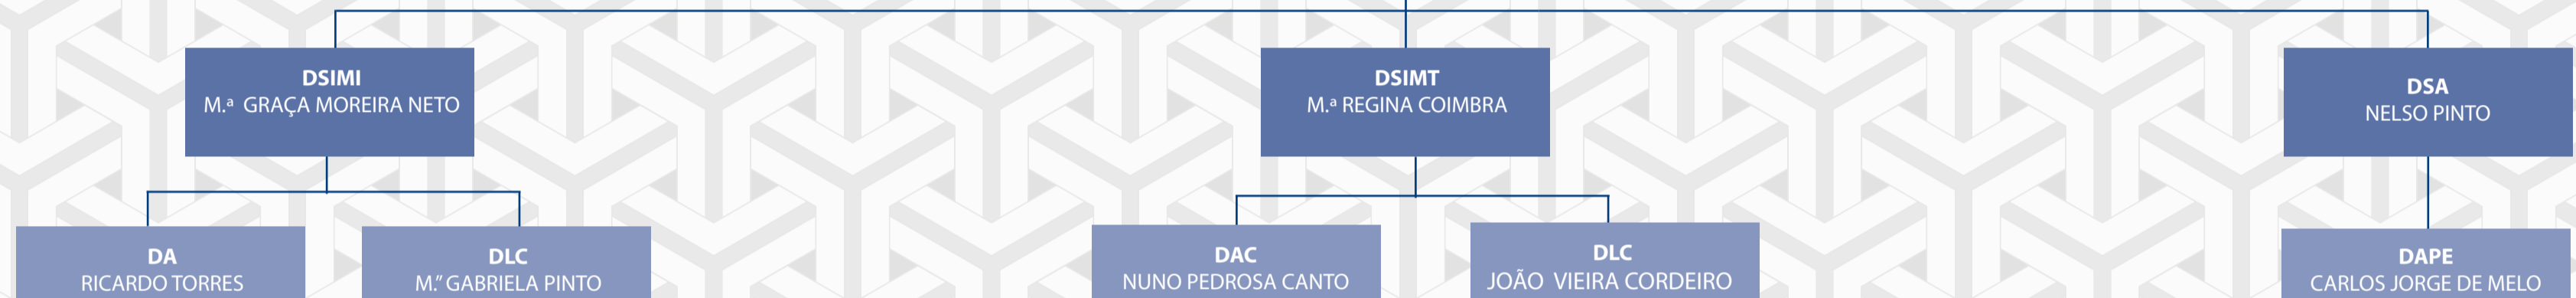 DSIMI
M.ª GRAÇA MOREIRA NETO
DSIMT
M.ª REGINA COIMBRA
DSA
NELSO PINTO
DA
RICARDO TORRES
DLC
M.” GABRIELA PINTO
DAC
NUNO PEDROSA CANTO
DLC
JOÃO VIEIRA CORDEIRO
DAPE
CARLOS JORGE DE MELO